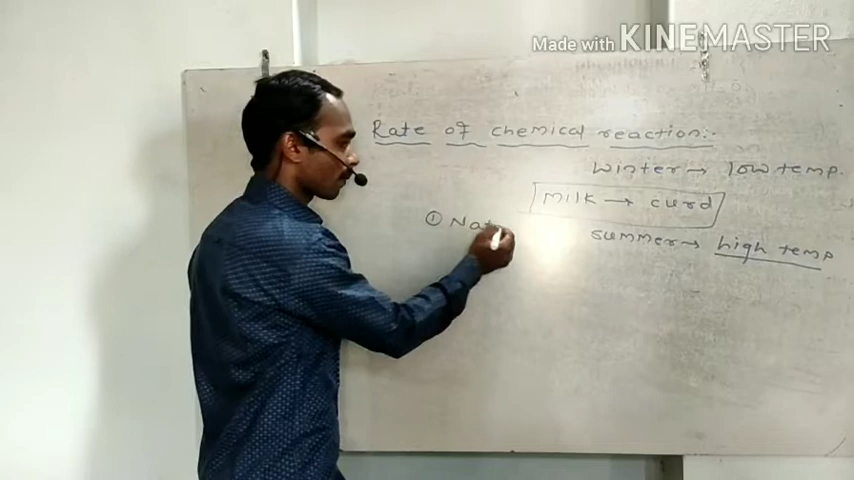 Made with KINEMASTER
Rate of chemical reaction:-
winter → low temp.
milk → curd
① Nat
summer → high temp